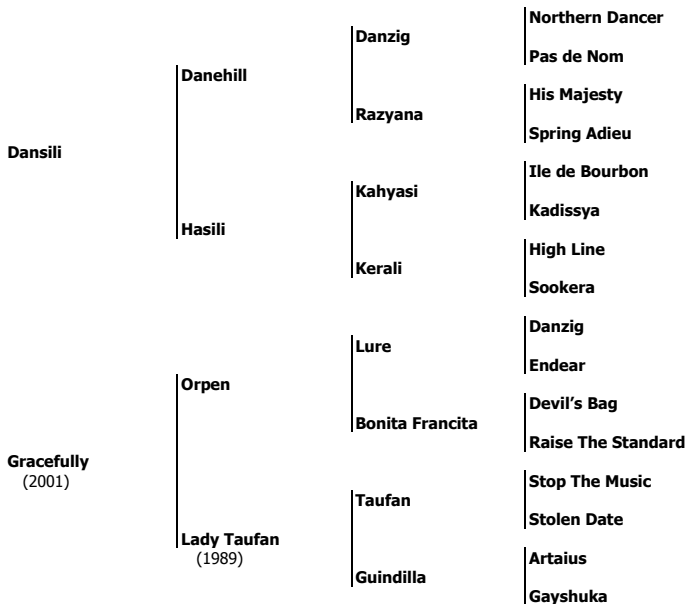 Northern Dancer
Danzig
Pas de Nom
Danehill
His Majesty
Razyana
Spring Adieu
Dansili
Ile de Bourbon
Kahyasi
Kadissya
Hasili
High Line
Kerali
Sookera
Danzig
Lure
Endear
Orpen
Devil's Bag
Bonita Francita
Raise The Standard
Gracefully
(2001)
Stop The Music
Taufan
Stolen Date
Lady Taufan
(1989)
Artaius
Guindilla
Gayshuka